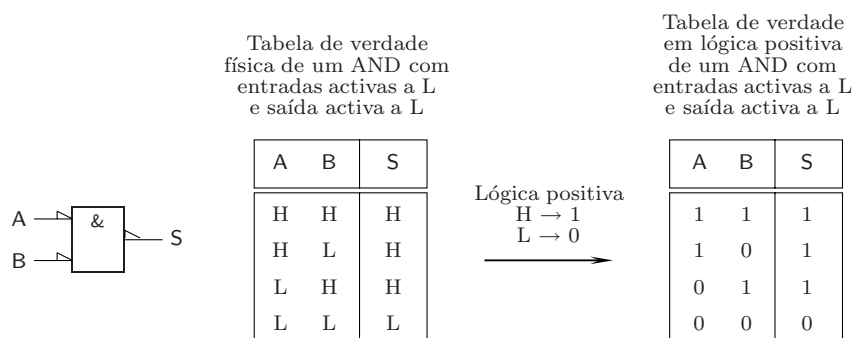 Tabela de verdade
física de um AND com
entradas activas a L
e saída activa a L
Tabela de verdade
em lógica positiva
de um AND com
entradas activas a L
e saída activa a L
A
B
&
S
A B S
H H H
H L H
L H H
L L L
Lógica positiva
H → 1
L → 0
A B S
1 1 1
1 0 1
0 1 1
0 0 0